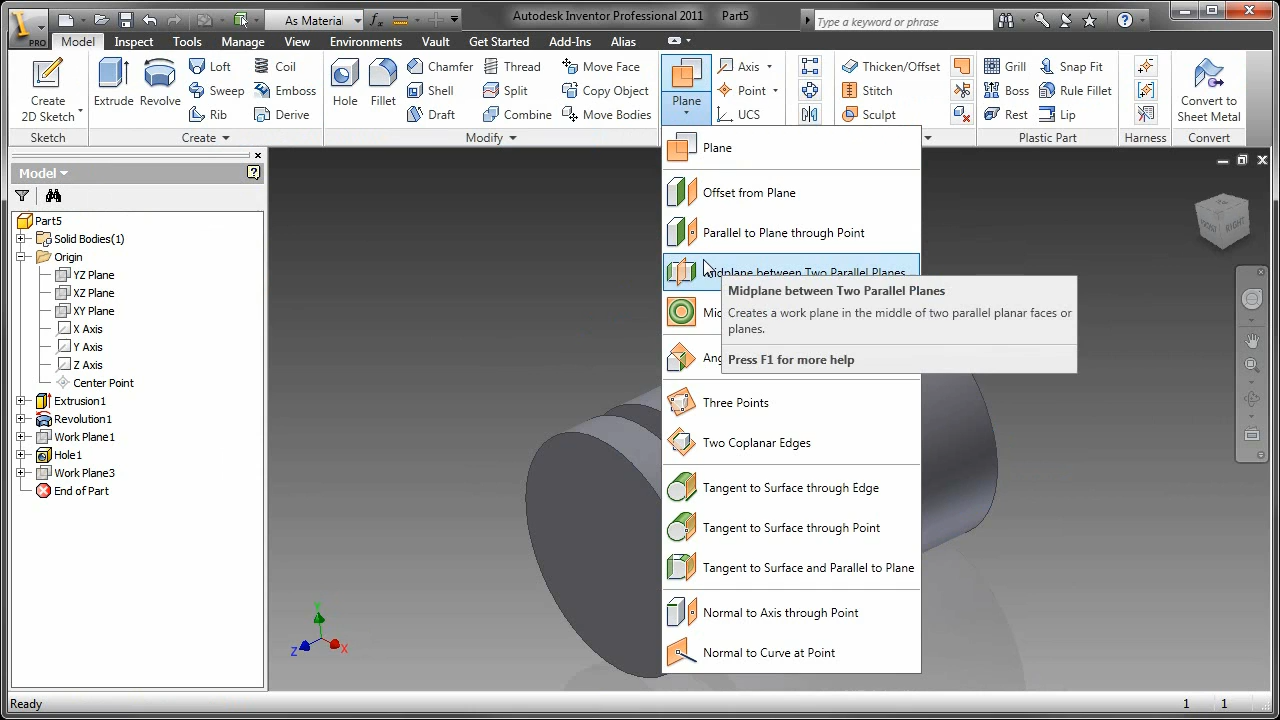 As Material
Autodesk Inventor Professional 2011 Part5
Type a keyword or phrase
PRO
Model Inspect Tools Manage View Environments Vault Get Started Add-Ins Alias
Create
2D Sketch
Extrude
Revolve
Loft
Sweep
Rib
Coil
Emboss
Derive
Hole
Fillet
Chamfer
Shell
Draft
Thread
Split
Combine
Move Face
Copy Object
Move Bodies
Plane
Axis
Point
UCS
Thicken/Offset
Stitch
Sculpt
Grill
Boss
Rest
Snap Fit
Rule Fillet
Lip
Convert to
Sheet Metal
Sketch
Create
Modify
Plastic Part
Harness
Convert
Model
Part5
Solid Bodies(1)
Origin
YZ Plane
XZ Plane
XY Plane
X Axis
Y Axis
Z Axis
Center Point
Extrusion1
Revolution1
Work Plane1
Hole1
Work Plane3
End of Part
Plane
Offset from Plane
Parallel to Plane through Point
Midplane between Two Parallel Planes
Midplane between Two Parallel Planes
Creates a work plane in the middle of two parallel planar faces or
planes.
Press F1 for more help
Three Points
Two Coplanar Edges
Tangent to Surface through Edge
Tangent to Surface through Point
Tangent to Surface and Parallel to Plane
Normal to Axis through Point
Normal to Curve at Point
RIGHT
Y
Z
X
Ready
1 1